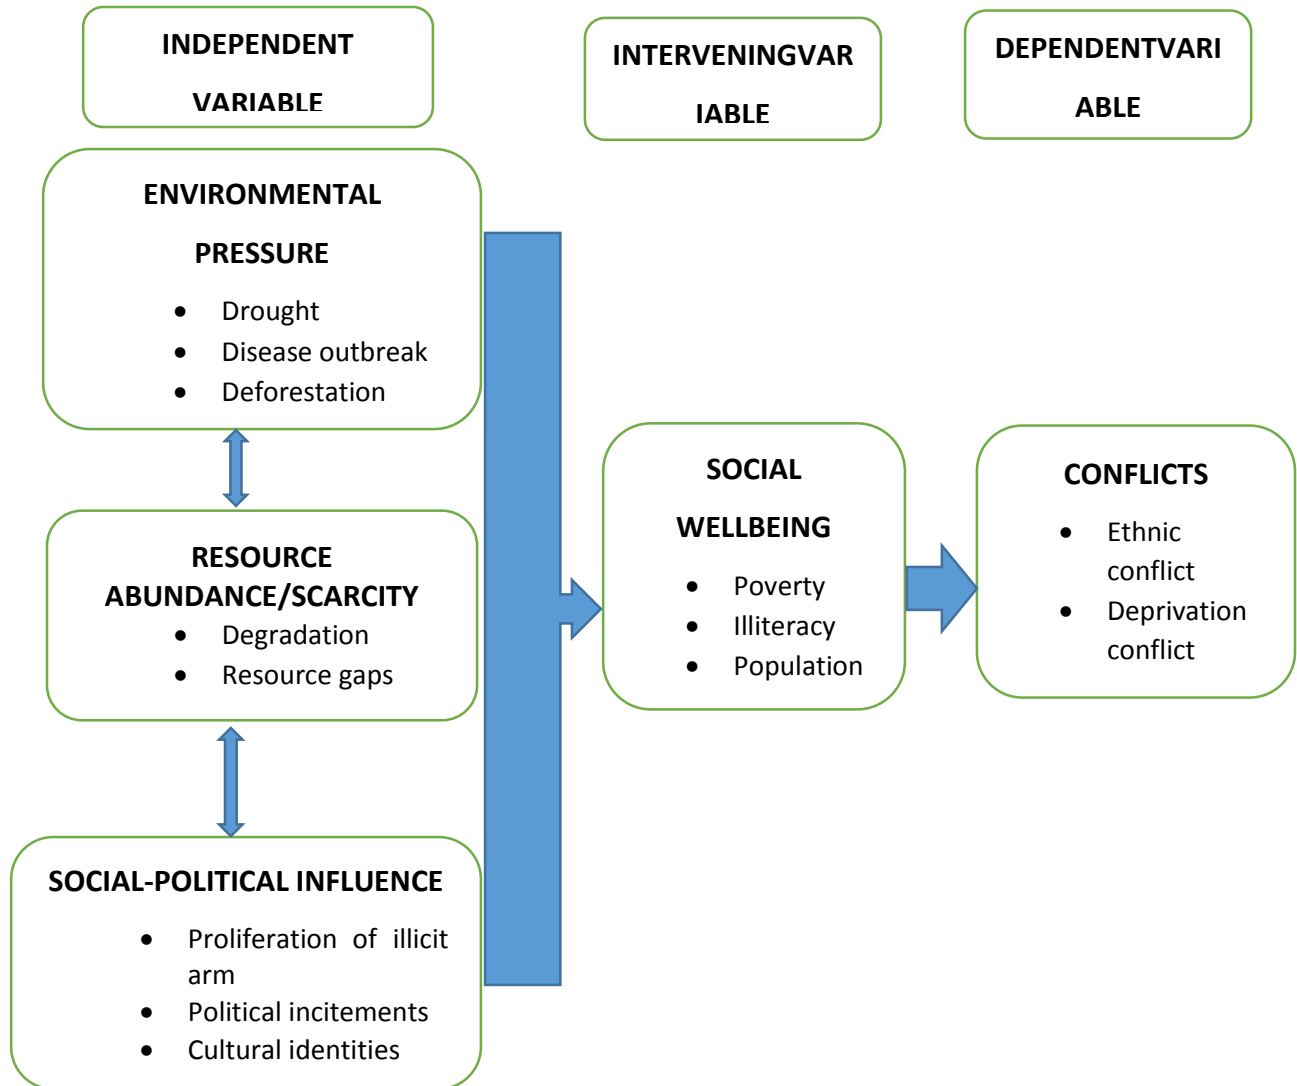 INDEPENDENT
VARIABLE
INTERVENINGVAR
IABLE
DEPENDENTVARI
ABLE
ENVIRONMENTAL
PRESSURE
• Drought
• Disease outbreak
• Deforestation
RESOURCE
ABUNDANCE/SCARCITY
• Degradation
• Resource gaps
SOCIAL-POLITICAL INFLUENCE
• Proliferation of illicit
arm
• Political incitements
• Cultural identities
SOCIAL
WELLBEING
• Poverty
• Illiteracy
• Population
CONFLICTS
• Ethnic
conflict
• Deprivation
conflict